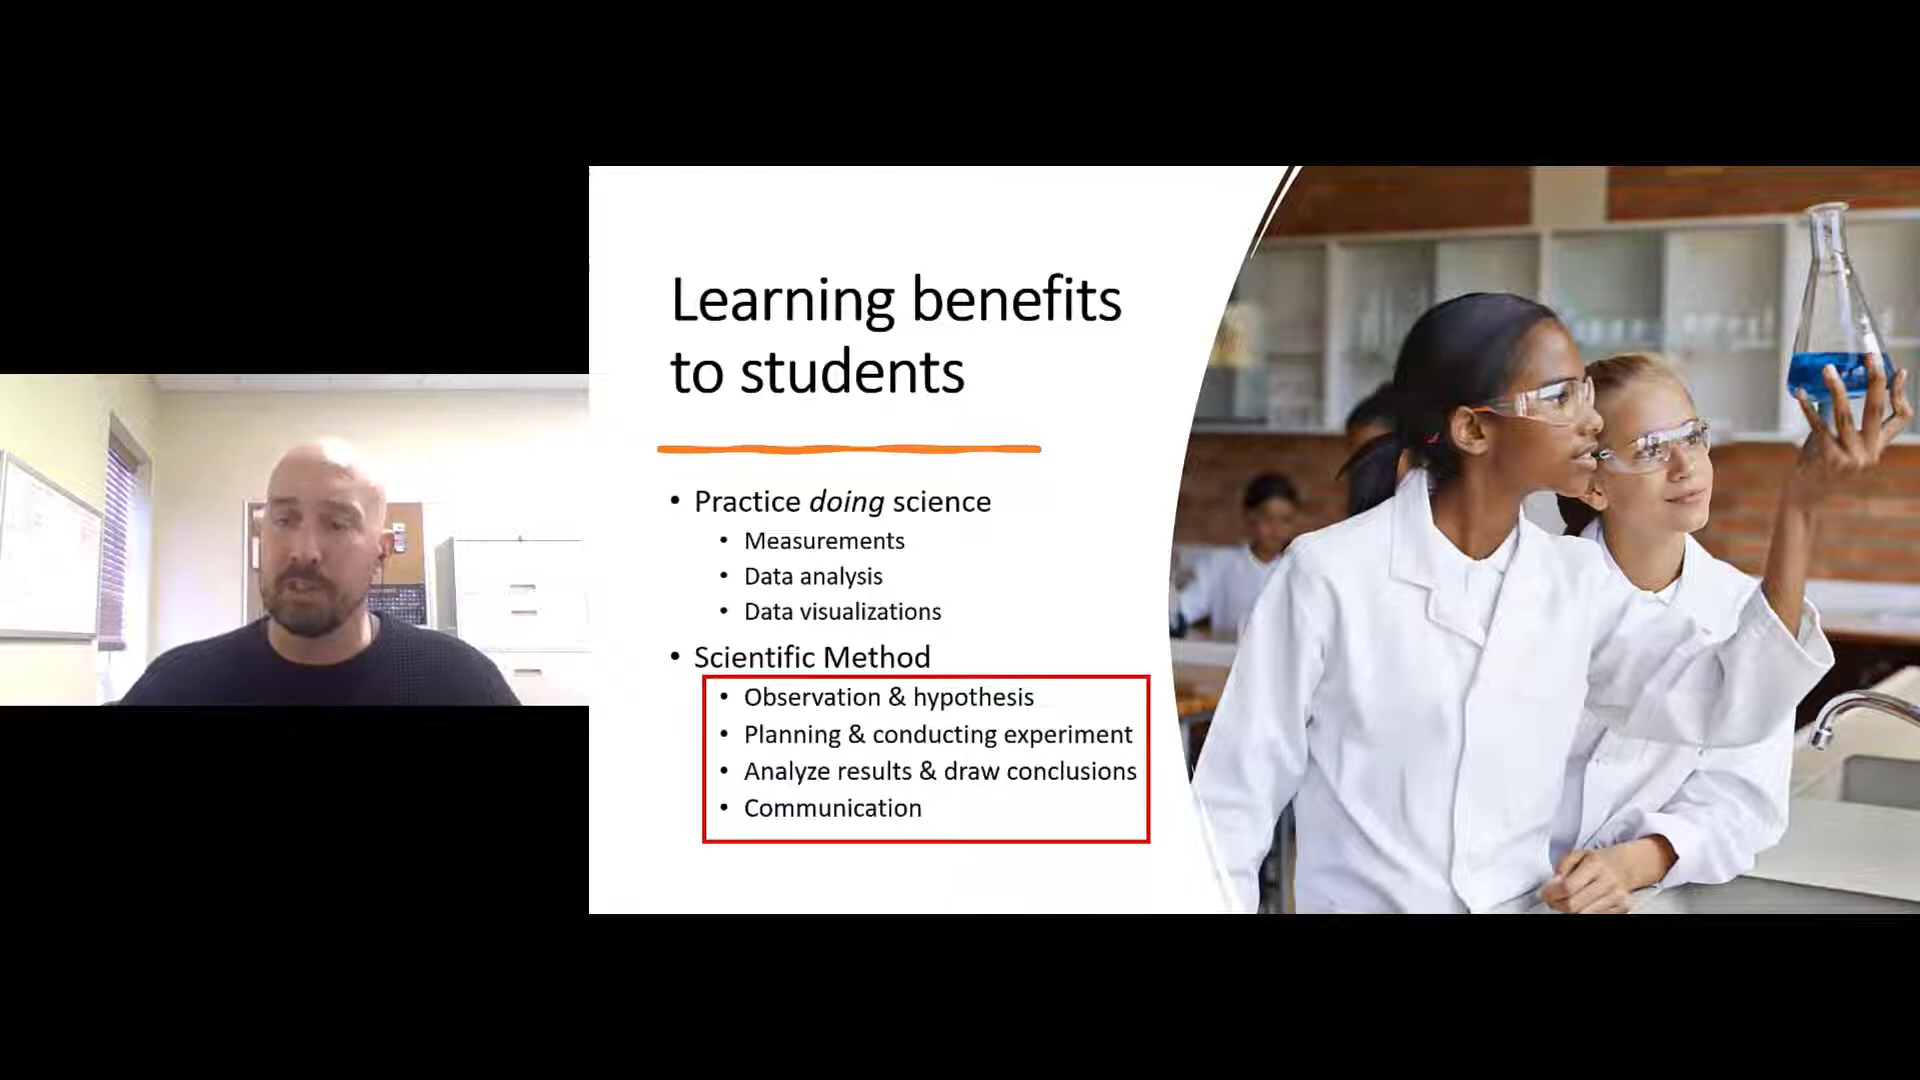 Learning benefits
to students
• Practice doing science
• Measurements
• Data analysis
• Data visualizations
• Scientific Method
• Observation & hypothesis
• Planning & conducting experiment
• Analyze results & draw conclusions
• Communication